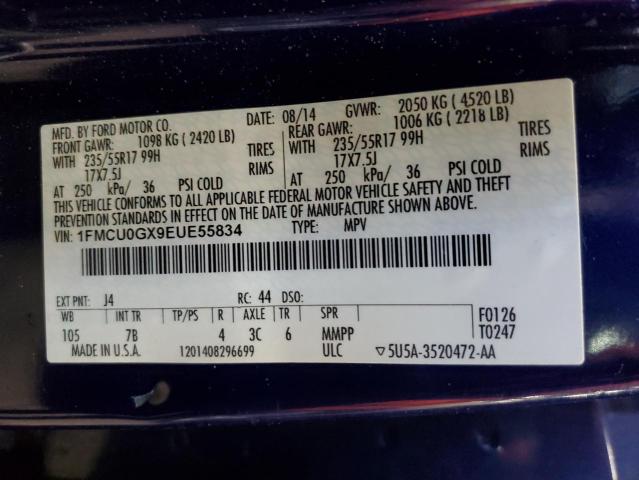 MFD. BY FORD MOTOR CO.
DATE: 08/14 GVWR: 2050 KG ( 4520 LB)
FRONT GAWR: 1098 KG ( 2420 LB)
REAR GAWR: 1006 KG ( 2218 LB)
WITH 235/55R17 99H TIRES
WITH 235/55R17 99H TIRES
17X7.5J RIMS
17X7.5J RIMS
AT 250 kPa/ 36 PSI COLD
AT 250 kPa/ 36 PSI COLD
THIS VEHICLE CONFORMS TO ALL APPLICABLE FEDERAL MOTOR VEHICLE SAFETY AND THEFT
PREVENTION STANDARDS IN EFFECT ON THE DATE OF MANUFACTURE SHOWN ABOVE.
VIN: 1FMCU0GX9EUE55834 TYPE: MPV
EXT PNT: J4 RC: 44 DSO:
WB INT TR TP/PS R AXLE TR SPR F0126
105 7B 4 3C 6 MMPP T0247
MADE IN U.S.A. 1201408296699 ULC ▽5U5A-3520472-AA